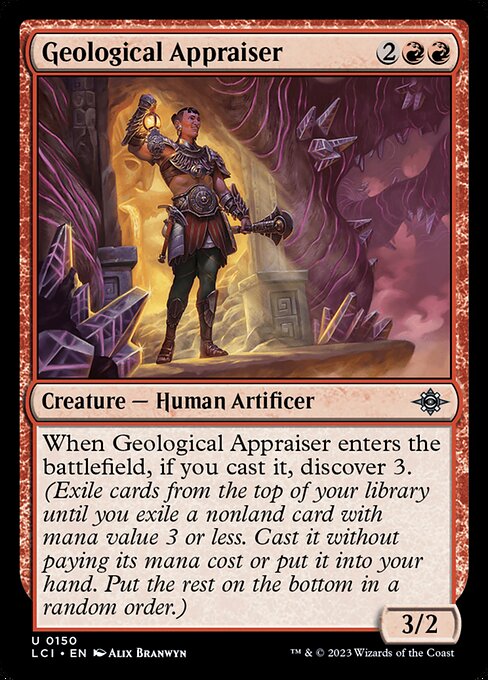 Geological Appraiser 2
Creature — Human Artificer
When Geological Appraiser enters the
battlefield, if you cast it, discover 3.
(Exile cards from the top of your library
until you exile a nonland card with
mana value 3 or less. Cast it without
paying its mana cost or put it into your
hand. Put the rest on the bottom in a
random order.)
3/2
U 0150
LCI • EN Alix Branwyn
™ & © 2023 Wizards of the Coast